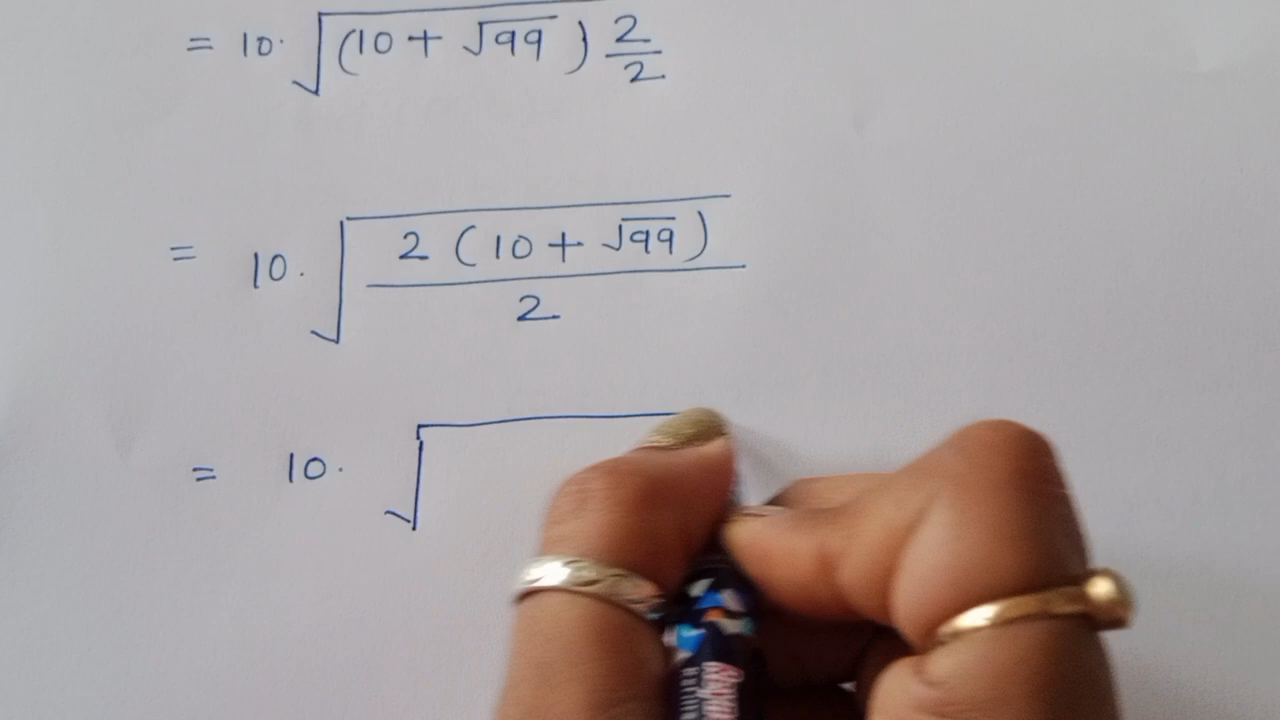 = 10. √(10 + √99) 2/2
= 10. √2 (10 + √99)/2
= 10. √